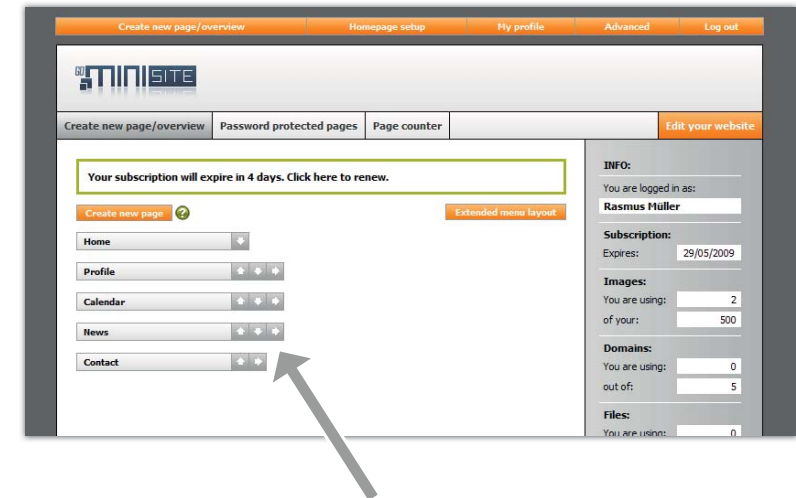 Create new page/overview Homepage setup My profile Advanced Log out
GO MINISITE
Create new page/overview Password protected pages Page counter Edit your website
Your subscription will expire in 4 days. Click here to renew.
Create new page ? Extended menu layout
Home
Profile
Calendar
News
Contact
INFO:
You are logged in as:
Rasmus Müller
Subscription:
Expires: 29/05/2009
Images:
You are using: 2
of your: 500
Domains:
You are using: 0
out of: 5
Files:
You are using: 0